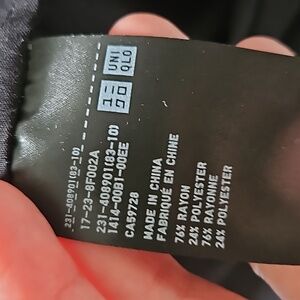 UNI
QLO
231-408901(83-10)
17-23-8F002A
231-408901(83-10)
1414-00B1-00EE
CA59728
MADE IN CHINA
FABRIQUÉ EN CHINE
76% RAYON
24% POLYESTER
76% RAYONNE
24% POLYESTER